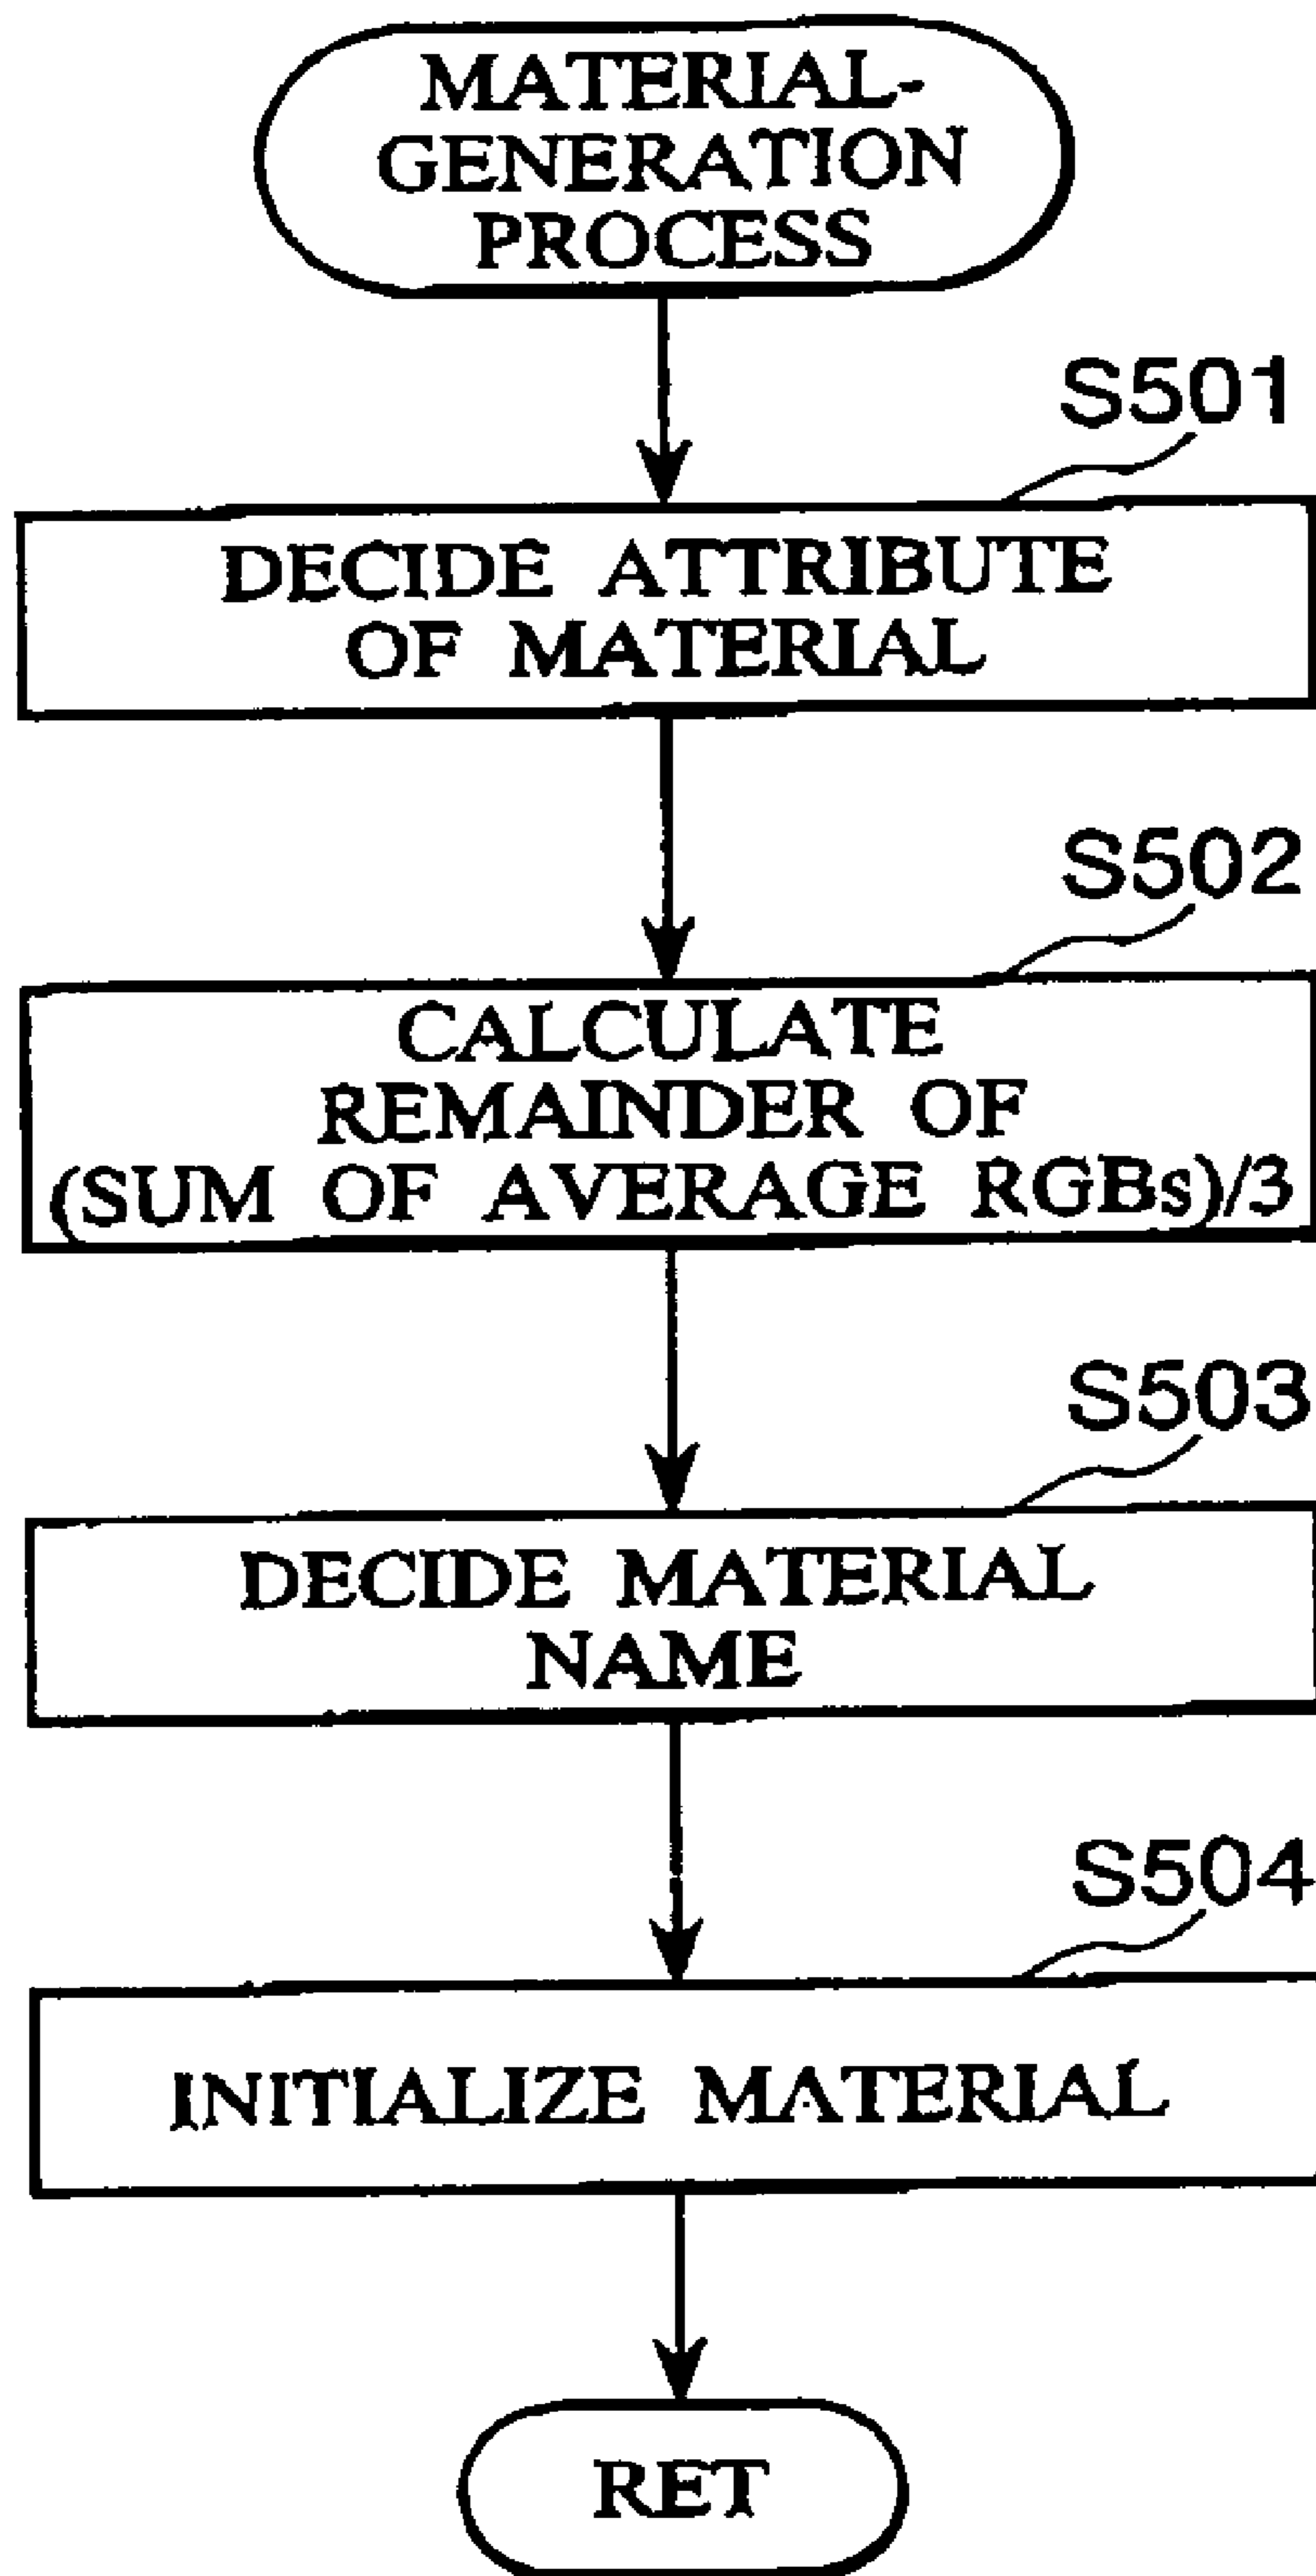 MATERIAL-
GENERATION
PROCESS
S501
DECIDE ATTRIBUTE
OF MATERIAL
S502
CALCULATE
REMAINDER OF
(SUM OF AVERAGE RGBs)/3
S503
DECIDE MATERIAL
NAME
S504
INITIALIZE MATERIAL
RET